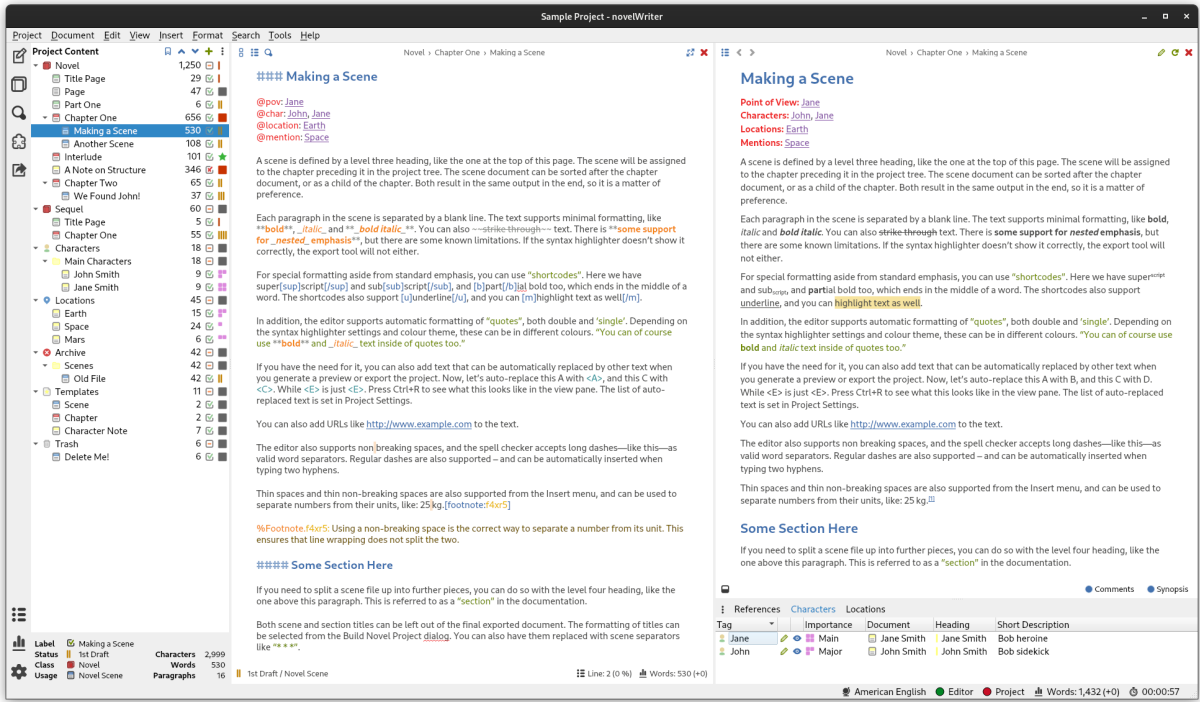 Sample Project - novelWriter
Project Document Edit View Insert Format Search Tools Help
Project Content
Novel 1,250
Title Page 29
Page 47
Part One 6
Chapter One 656
Making a Scene 530
Another Scene 108
Interlude 101
A Note on Structure 346
Chapter Two 65
We Found John! 37
Sequel 60
Title Page 5
Chapter One 55
Characters 18
Main Characters 18
John Smith 9
Jane Smith 9
Locations 45
Earth 15
Space 24
Mars 6
Archive 42
Scenes 42
Old File 42
Templates 11
Scene 2
Chapter 2
Character Note 7
Trash 6
Delete Me! 6
Label Making a Scene
Status 1st Draft Characters 2,999
Class Novel Words 530
Usage Novel Scene Paragraphs 16
Novel › Chapter One › Making a Scene
### Making a Scene
@pov: Jane
@char: John, Jane
@location: Earth
@mention: Space
A scene is defined by a level three heading, like the one at the top of this page. The scene will be assigned
to the chapter preceding it in the project tree. The scene document can be sorted after the chapter
document, or as a child of the chapter. Both result in the same output in the end, so it is a matter of
preference.
Each paragraph in the scene is separated by a blank line. The text supports minimal formatting, like
**bold**, _italic_ and **_bold italic_**. You can also ~~strike through~~ text. There is **some support
for _nested_ emphasis**, but there are some known limitations. If the syntax highlighter doesn’t show it
correctly, the export tool will not either.
For special formatting aside from standard emphasis, you can use “shortcodes”. Here we have
super[sup]script[/sup] and sub[sub]script[/sub], and [b]part[/b]ial bold too, which ends in the middle of a
word. The shortcodes also support [u]underline[/u], and you can [m]highlight text as well[/m].
In addition, the editor supports automatic formatting of “quotes”, both double and ‘single’. Depending on
the syntax highlighter settings and colour theme, these can be in different colours. “You can of course
use **bold** and _italic_ text inside of quotes too.”
If you have the need for it, you can also add text that can be automatically replaced by other text when
you generate a preview or export the project. Now, let’s auto-replace this A with <A>, and this C with
<C>. While <E> is just <E>. Press Ctrl+R to see what this looks like in the view pane. The list of auto-
replaced text is set in Project Settings.
You can also add URLs like http://www.example.com to the text.
The editor also supports non breaking spaces, and the spell checker accepts long dashes—like this—as
valid word separators. Regular dashes are also supported – and can be automatically inserted when
typing two hyphens.
Thin spaces and thin non-breaking spaces are also supported from the Insert menu, and can be used to
separate numbers from their units, like: 25 kg.[footnote:f4xr5]
%Footnote.f4xr5: Using a non-breaking space is the correct way to separate a number from its unit. This
ensures that line wrapping does not split the two.
#### Some Section Here
If you need to split a scene file up into further pieces, you can do so with the level four heading, like the
one above this paragraph. This is referred to as a “section” in the documentation.
Both scene and section titles can be left out of the final exported document. The formatting of titles can
be selected from the Build Novel Project dialog. You can also have them replaced with scene separators
like “* * *”.
1st Draft / Novel Scene Line: 2 (0 %) Words: 530 (+0)
Novel › Chapter One › Making a Scene
Making a Scene
Point of View: Jane
Characters: John, Jane
Locations: Earth
Mentions: Space
A scene is defined by a level three heading, like the one at the top of this page. The scene will be assigned
to the chapter preceding it in the project tree. The scene document can be sorted after the chapter
document, or as a child of the chapter. Both result in the same output in the end, so it is a matter of
preference.
Each paragraph in the scene is separated by a blank line. The text supports minimal formatting, like bold,
italic and bold italic. You can also strike through text. There is some support for nested emphasis, but
there are some known limitations. If the syntax highlighter doesn’t show it correctly, the export tool will
not either.
For special formatting aside from standard emphasis, you can use “shortcodes”. Here we have superscript
and subscript, and partial bold too, which ends in the middle of a word. The shortcodes also support
underline, and you can highlight text as well.
In addition, the editor supports automatic formatting of “quotes”, both double and ‘single’. Depending on
the syntax highlighter settings and colour theme, these can be in different colours. “You can of course use
bold and italic text inside of quotes too.”
If you have the need for it, you can also add text that can be automatically replaced by other text when
you generate a preview or export the project. Now, let’s auto-replace this A with B, and this C with D.
While <E> is just <E>. Press Ctrl+R to see what this looks like in the view pane. The list of auto-replaced
text is set in Project Settings.
You can also add URLs like http://www.example.com to the text.
The editor also supports non breaking spaces, and the spell checker accepts long dashes—like this—as
valid word separators. Regular dashes are also supported – and can be automatically inserted when
typing two hyphens.
Thin spaces and thin non-breaking spaces are also supported from the Insert menu, and can be used to
separate numbers from their units, like: 25 kg.[1]
Some Section Here
If you need to split a scene file up into further pieces, you can do so with the level four heading, like the
one above this paragraph. This is referred to as a “section” in the documentation.
Comments Synopsis
References Characters Locations
Tag Importance Document Heading Short Description
Jane Main Jane Smith Jane Smith Bob heroine
John Major John Smith John Smith Bob sidekick
American English Editor Project Words: 1,432 (+0) 00:00:57